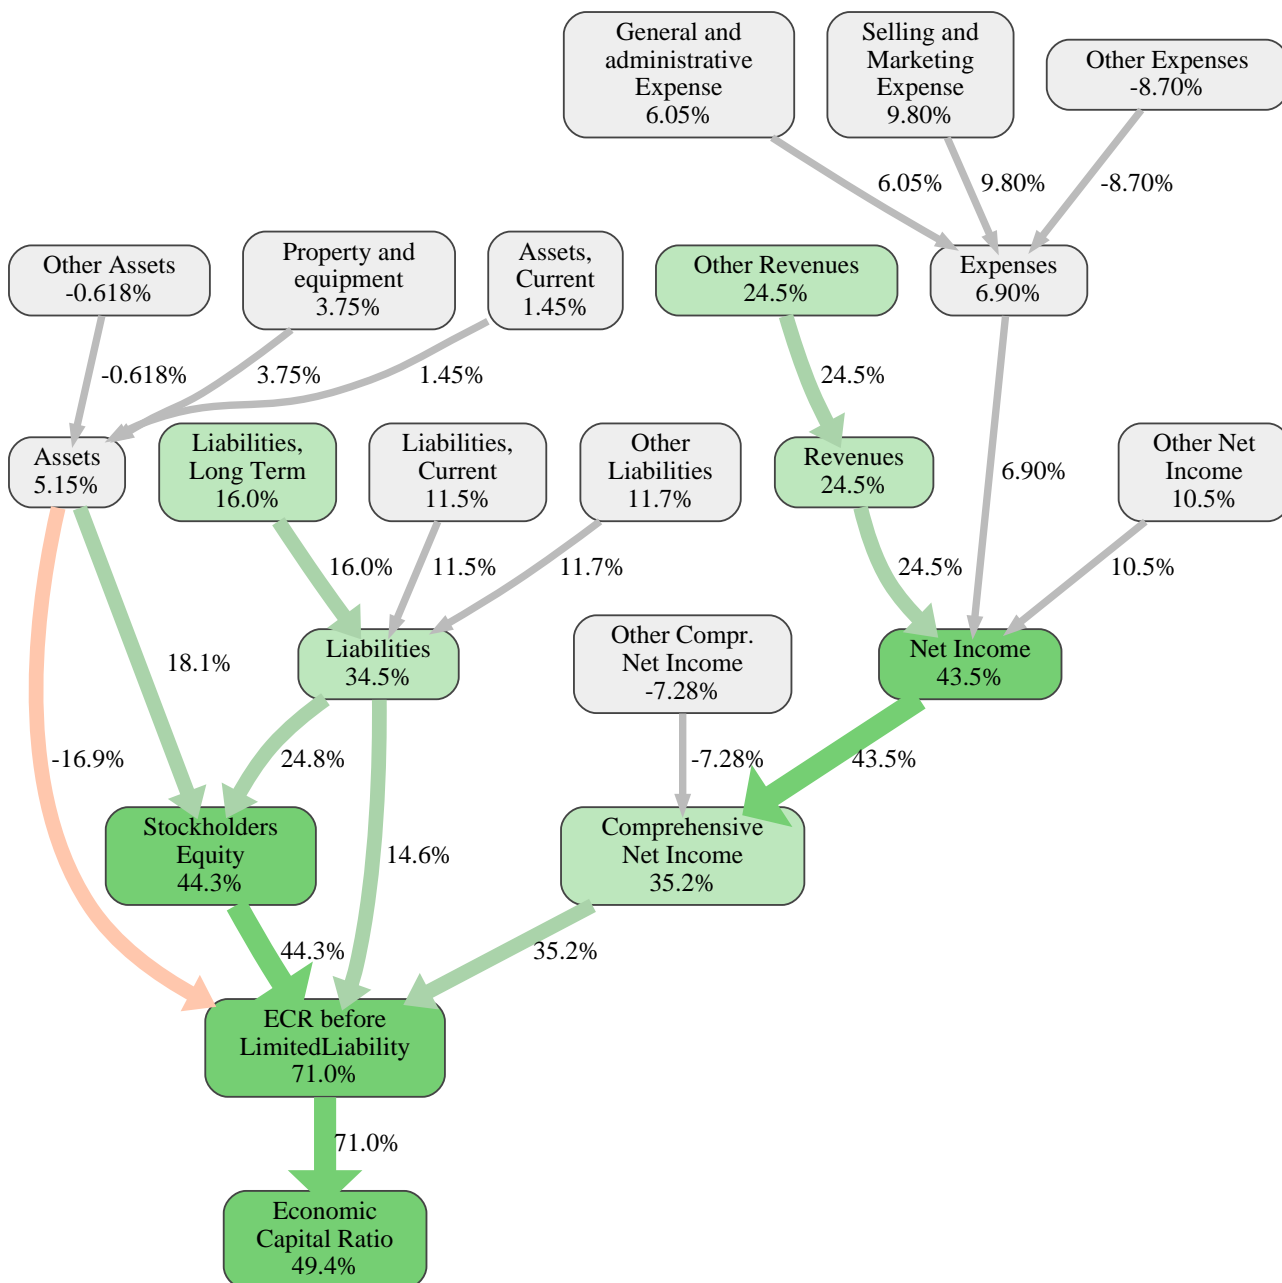 General and
administrative
Expense
6.05%
Selling and
Marketing
Expense
9.80%
Other Expenses
-8.70%
6.05%
9.80%
-8.70%
Other Assets
-0.618%
Property and
equipment
3.75%
Assets,
Current
1.45%
Other Revenues
24.5%
Expenses
6.90%
-0.618%
3.75%
1.45%
24.5%
Assets
5.15%
Liabilities,
Long Term
16.0%
Liabilities,
Current
11.5%
Other
Liabilities
11.7%
Revenues
24.5%
6.90%
Other Net
Income
10.5%
16.0%
11.5%
11.7%
24.5%
10.5%
18.1%
Liabilities
34.5%
Other Compr.
Net Income
-7.28%
Net Income
43.5%
-16.9%
24.8%
-7.28%
43.5%
Stockholders
Equity
44.3%
14.6%
Comprehensive
Net Income
35.2%
44.3%
35.2%
ECR before
LimitedLiability
71.0%
71.0%
Economic
Capital Ratio
49.4%